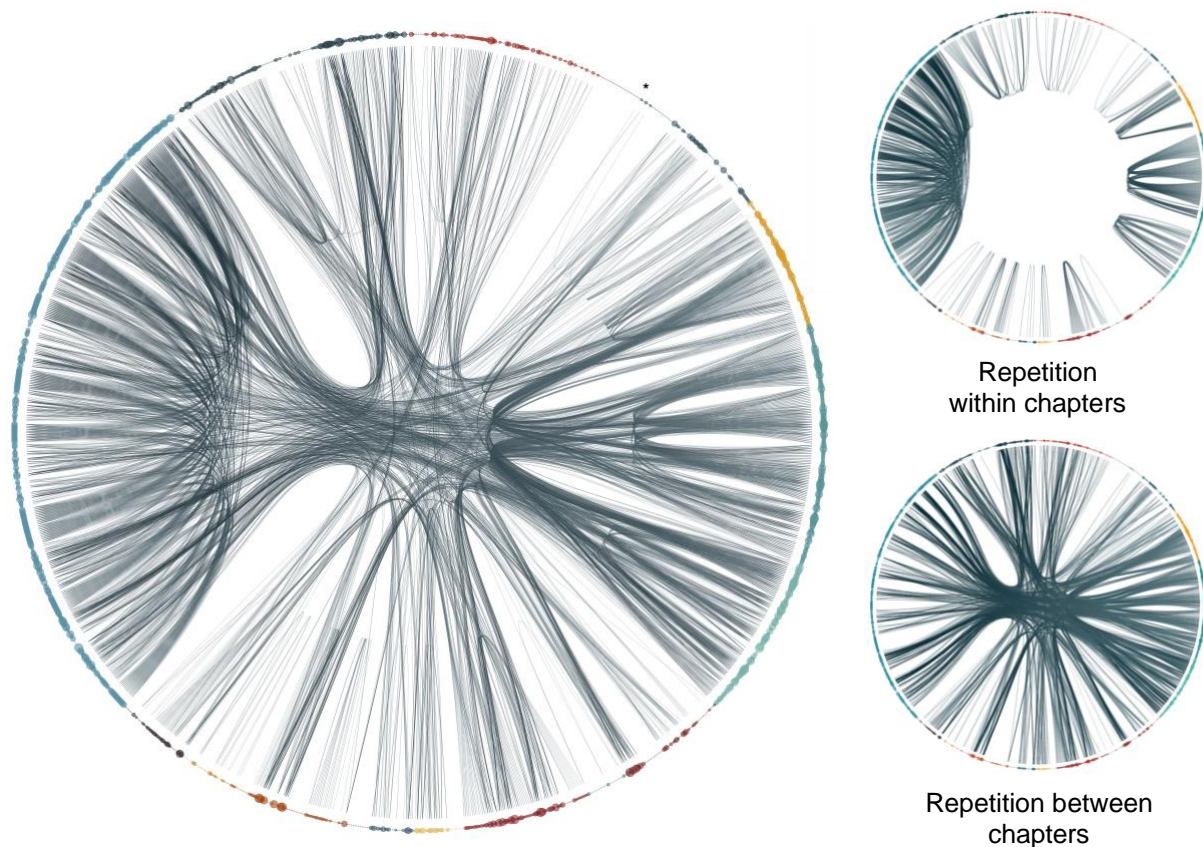 *
Repetition
within chapters
Repetition between
chapters